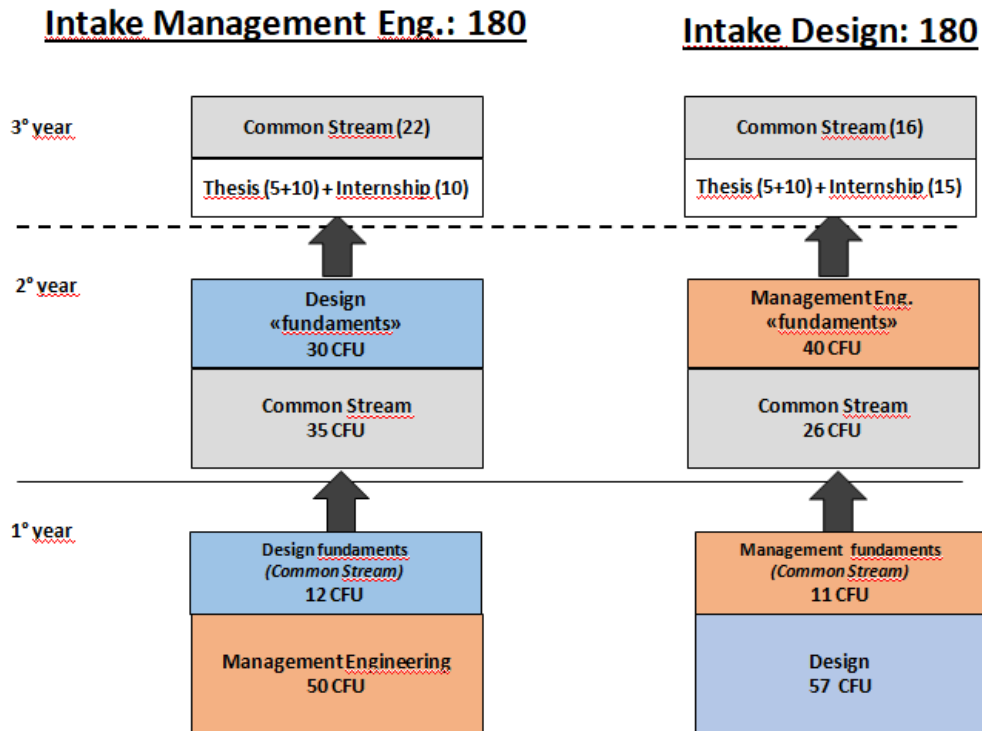 Intake Management Eng.: 180
Intake Design: 180
3° year
Common Stream (22)
Thesis (5+10) + Internship (10)
Common Stream (16)
Thesis (5+10) + Internship (15)
2° year
Design
«fundaments»
30 CFU
Common Stream
35 CFU
Management Eng.
«fundaments»
40 CFU
Common Stream
26 CFU
1° year
Design fundaments
(Common Stream)
12 CFU
Management Engineering
50 CFU
Management fundaments
(Common Stream)
11 CFU
Design
57 CFU